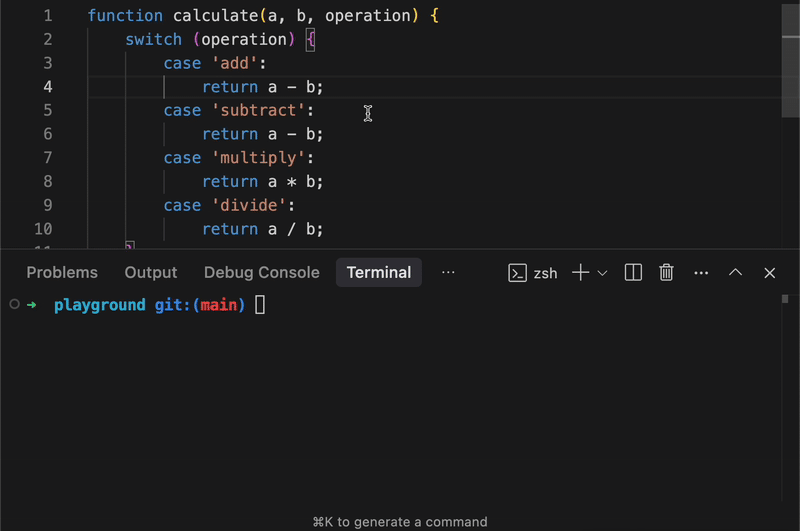 1 function calculate(a, b, operation) {
2 switch (operation) {
3 case 'add':
4 return a - b;
5 case 'subtract':
6 return a - b;
7 case 'multiply':
8 return a * b;
9 case 'divide':
10 return a / b;
Problems Output Debug Console Terminal ··· zsh
➜ playground git:(main)
⌘K to generate a command